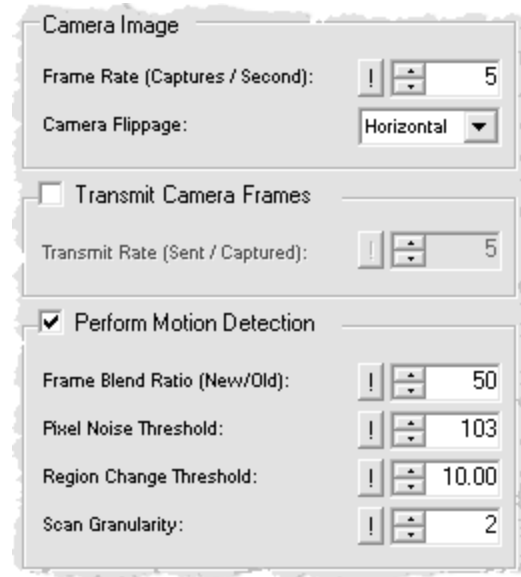 Camera Image
Frame Rate (Captures / Second): ! 5
Camera Flippage: Horizontal
Transmit Camera Frames
Transmit Rate (Sent / Captured): ! 5
Perform Motion Detection
Frame Blend Ratio (New/Old): ! 50
Pixel Noise Threshold: ! 103
Region Change Threshold: ! 10.00
Scan Granularity: ! 2